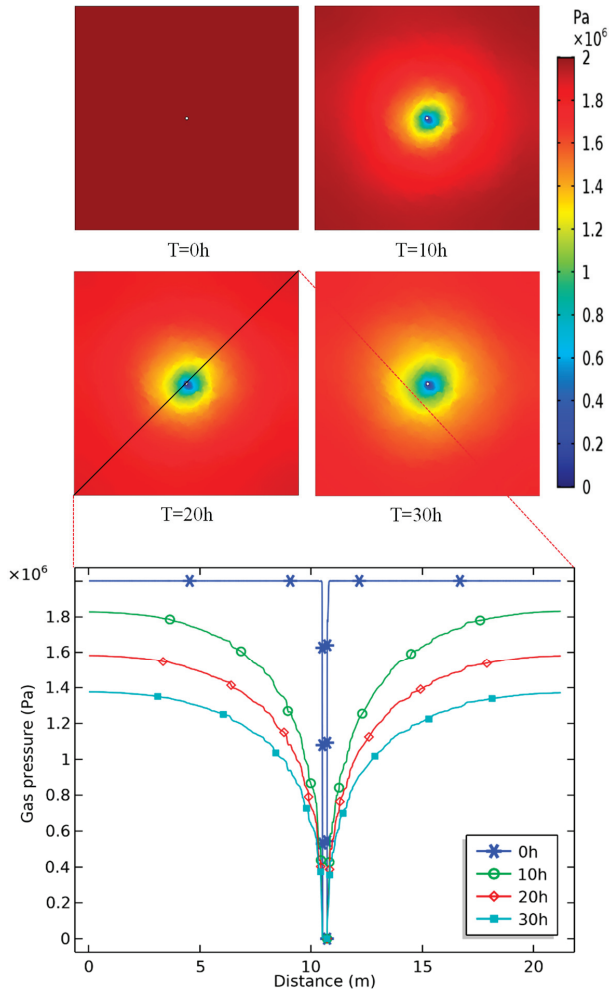 Pa
×10⁶
2
1.8
1.6
1.4
1.2
1
0.8
0.6
0.4
0.2
0
T=0h
T=10h
T=20h
T=30h
×10⁶
1.8
1.6
1.4
1.2
1
0.8
0.6
0.4
0.2
0
Gas pressure (Pa)
0h
10h
20h
30h
0 5 10 15 20
Distance (m)